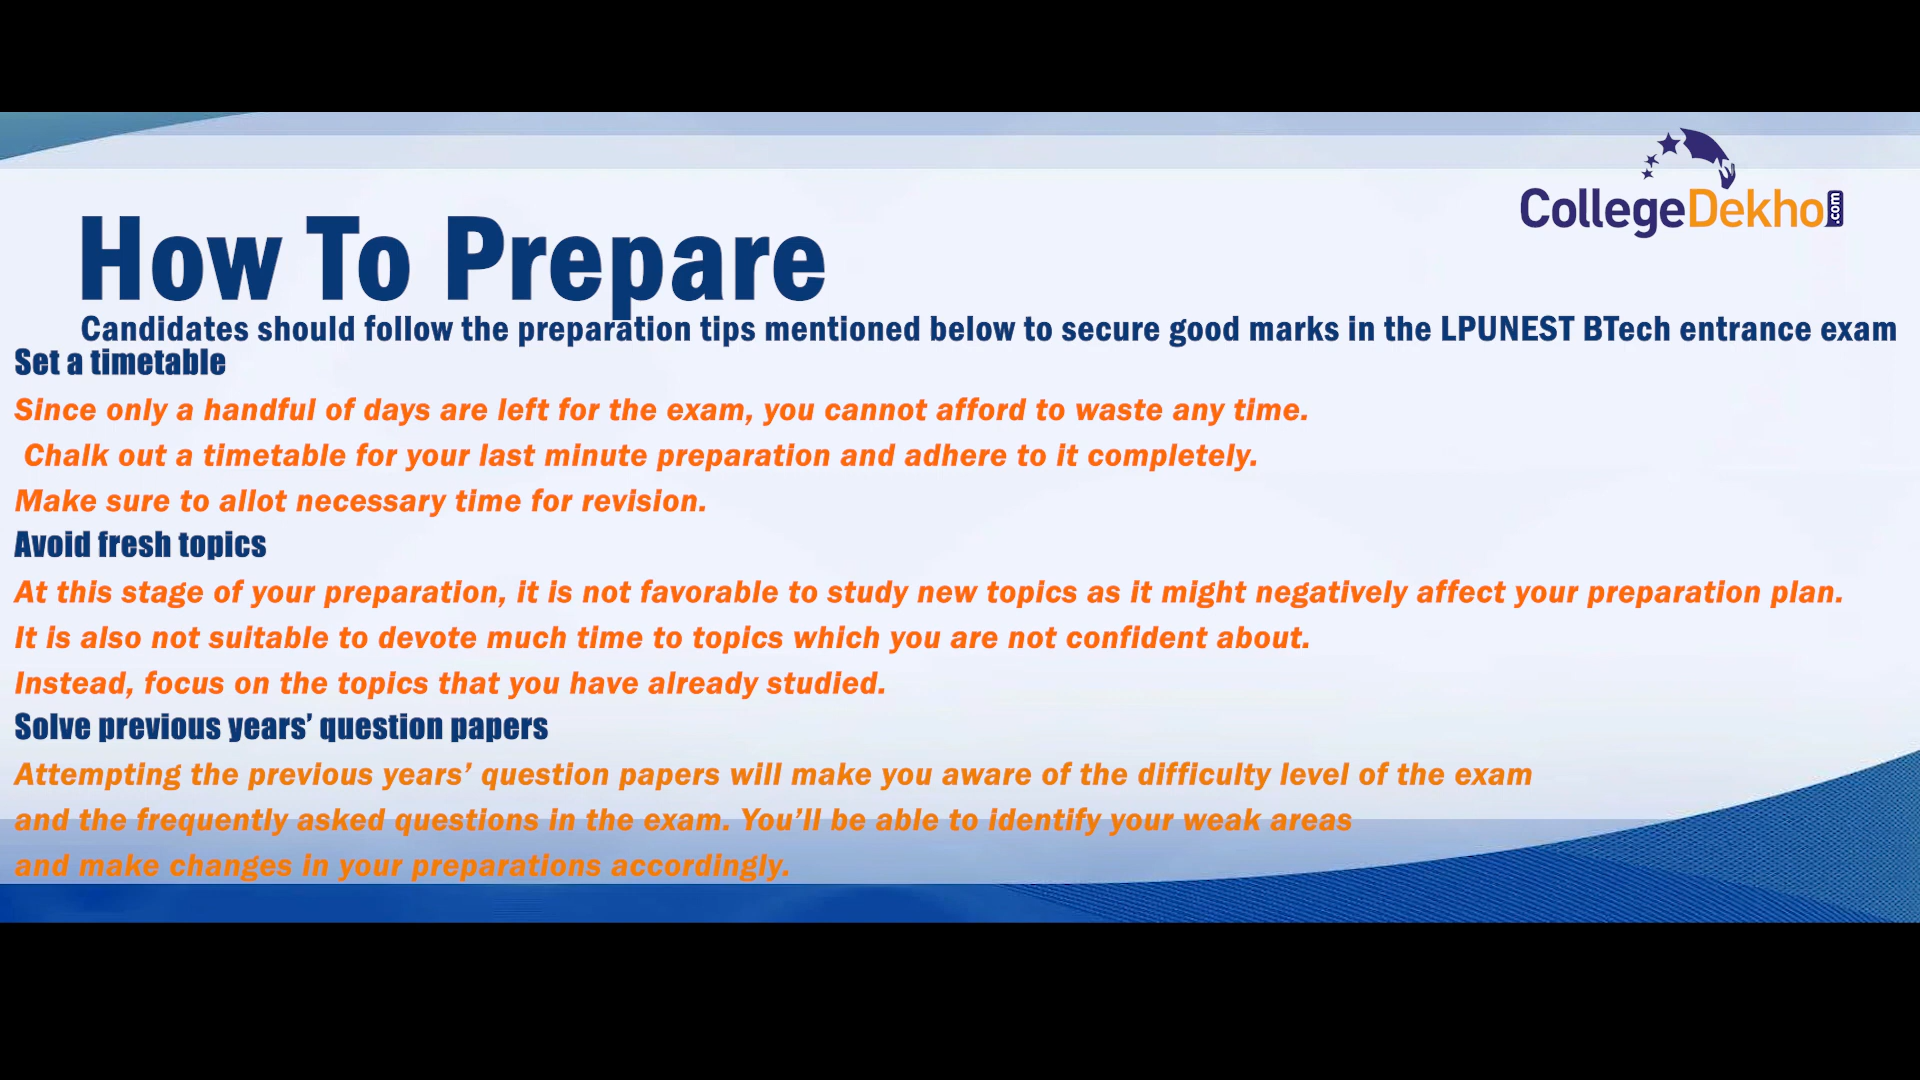 CollegeDekho.com
How To Prepare
Candidates should follow the preparation tips mentioned below to secure good marks in the LPUNEST BTech entrance exam
Set a timetable
Since only a handful of days are left for the exam, you cannot afford to waste any time.
Chalk out a timetable for your last minute preparation and adhere to it completely.
Make sure to allot necessary time for revision.
Avoid fresh topics
At this stage of your preparation, it is not favorable to study new topics as it might negatively affect your preparation plan.
It is also not suitable to devote much time to topics which you are not confident about.
Instead, focus on the topics that you have already studied.
Solve previous years’ question papers
Attempting the previous years’ question papers will make you aware of the difficulty level of the exam
and the frequently asked questions in the exam. You’ll be able to identify your weak areas
and make changes in your preparations accordingly.